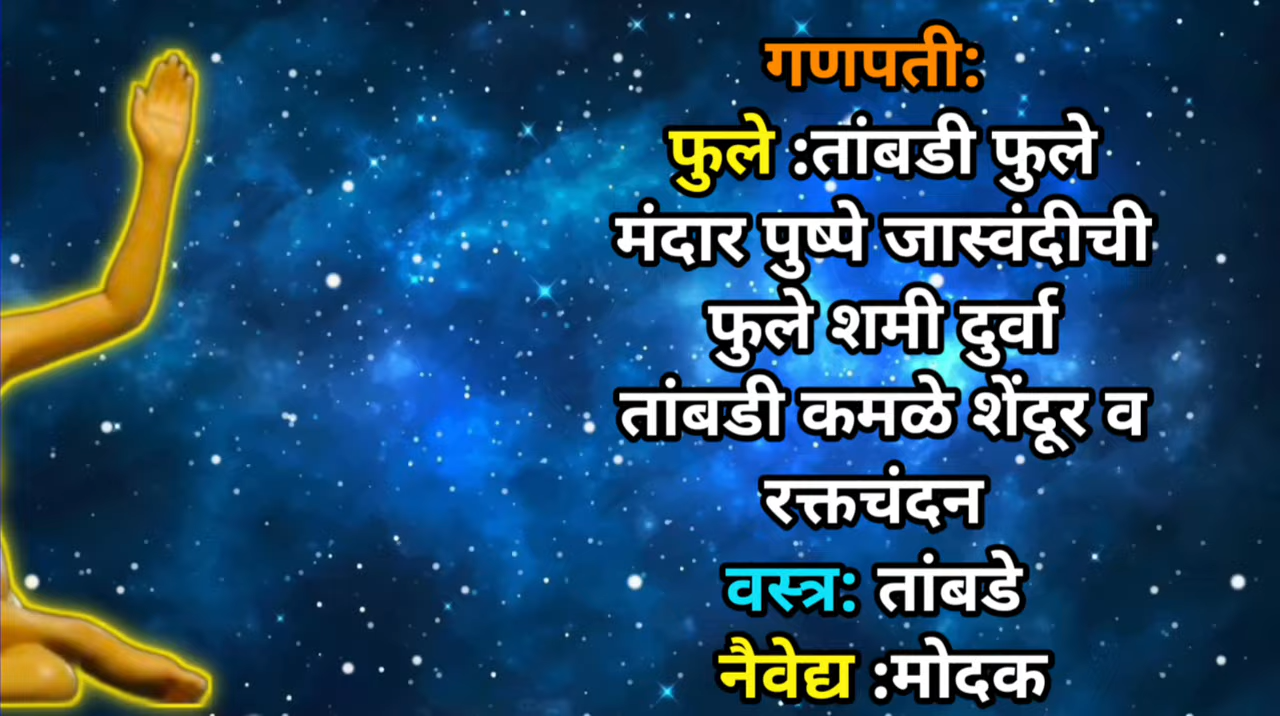 गणपती:
फुले :तांबडी फुले
मंदार पुष्पे जास्वंदीची
फुले शमी दुर्वा
तांबडी कमळे शेंदूर व
रक्तचंदन
वस्त्र: तांबडे
नैवेद्य :मोदक